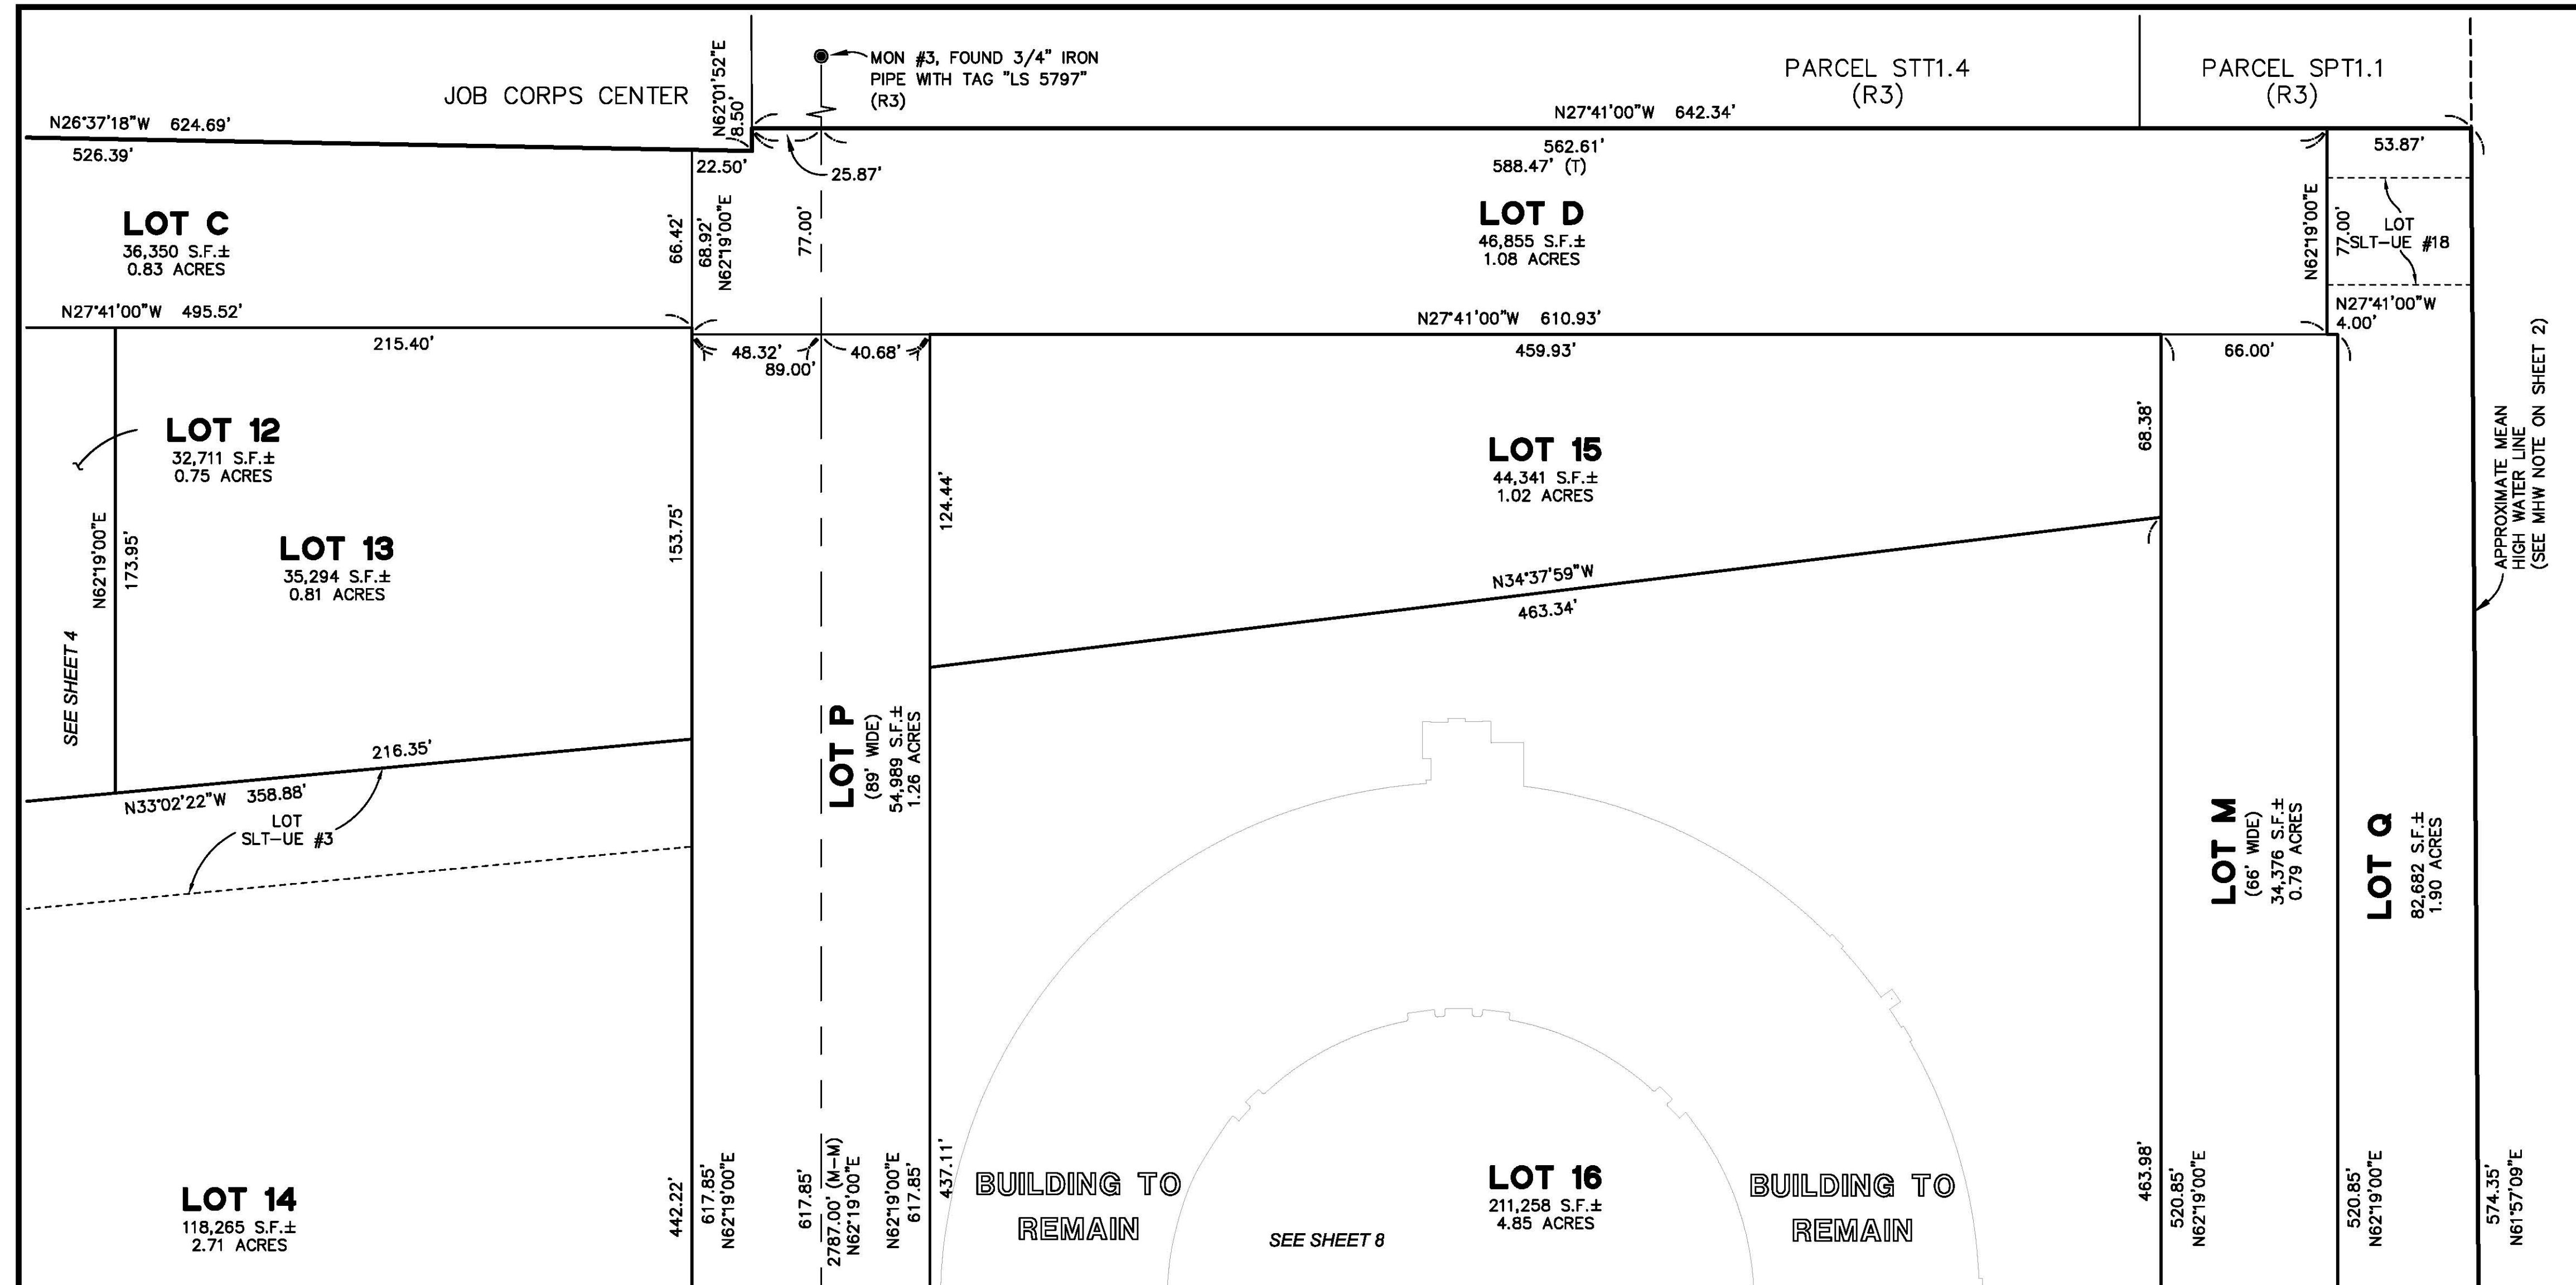 JOB CORPS CENTER
N62°01'52"E
8.50'
MON #3, FOUND 3/4" IRON
PIPE WITH TAG "LS 5797"
(R3)
PARCEL STT1.4
(R3)
PARCEL SPT1.1
(R3)
N26°37'18"W 624.69'
526.39'
22.50'
25.87'
N27°41'00"W 642.34'
562.61'
588.47' (T)
53.87'
LOT C
36,350 S.F.±
0.83 ACRES
66.42'
68.92'
N62°19'00"E
77.00'
LOT D
46,855 S.F.±
1.08 ACRES
N62°19'00"E
77.00'
LOT
SLT-UE #18
N27°41'00"W
4.00'
N27°41'00"W 495.52'
215.40'
48.32'
40.68'
89.00'
N27°41'00"W 610.93'
459.93'
66.00'
LOT 12
32,711 S.F.±
0.75 ACRES
N62°19'00"E
173.95'
SEE SHEET 4
LOT 13
35,294 S.F.±
0.81 ACRES
153.75'
124.44'
LOT 15
44,341 S.F.±
1.02 ACRES
68.38'
N34°37'59"W
463.34'
APPROXIMATE MEAN
HIGH WATER LINE
(SEE MHW NOTE ON SHEET 2)
216.35'
N33°02'22"W 358.88'
LOT
SLT-UE #3
LOT P
(89' WIDE)
54,989 S.F.±
1.26 ACRES
LOT M
(66' WIDE)
34,376 S.F.±
0.79 ACRES
LOT Q
82,682 S.F.±
1.90 ACRES
LOT 14
118,265 S.F.±
2.71 ACRES
442.22'
617.85'
N62°19'00"E
617.85'
2787.00' (M-M)
N62°19'00"E
N62°19'00"E
617.85'
437.11'
BUILDING TO
REMAIN
SEE SHEET 8
LOT 16
211,258 S.F.±
4.85 ACRES
BUILDING TO
REMAIN
463.98'
520.85'
N62°19'00"E
520.85'
N62°19'00"E
574.35'
N61°57'09"E